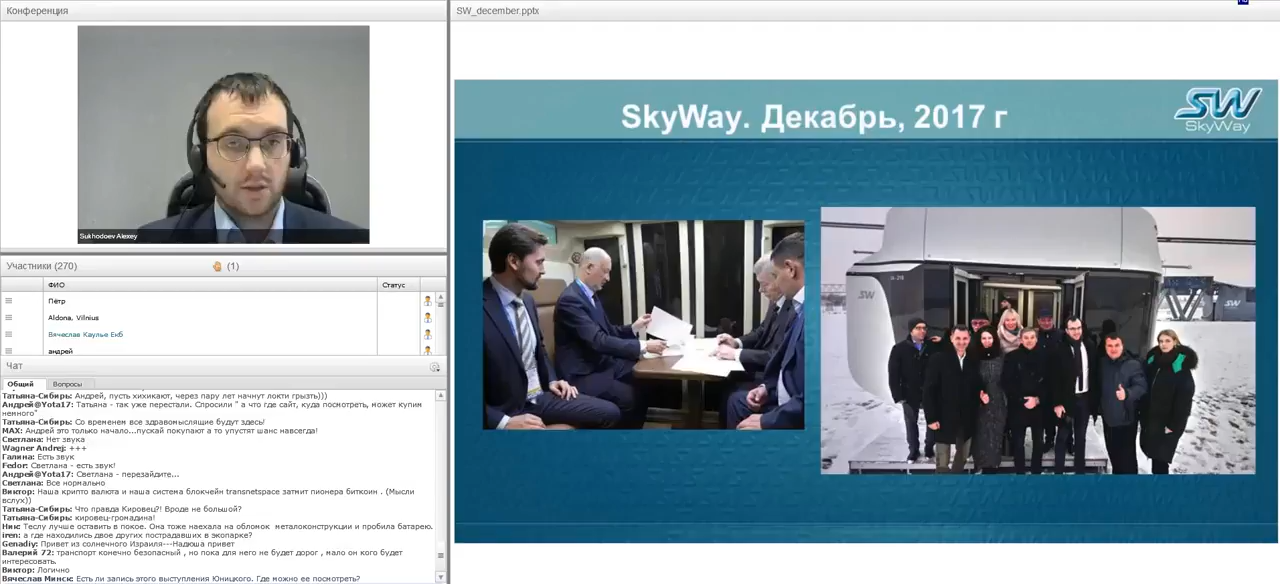 Конференция
Sukhodoev Alexey
Участники (270)
(1)
ФИО
Статус
Пётр
Aldona, Vilnius
Вячеслав Каулье Екб
андрей
Чат
Общий
Вопросы
Татьяна-Сибирь: Андрей, пусть хихикают, через пару лет начнут локти грызть)))
Андрей@Yota17: Татьяна - так уже перестали. Спросили " а что где сайт, куда посмотреть, может купим
немного"
Татьяна-Сибирь: Со временем все здравомыслящие будут здесь!
MAX: Андрей это только начало...пускай покупают а то упустят шанс навсегда!
Светлана: Нет звука
Wagner Andrej: +++
Галина: Есть звук
Fedor: Светлана - есть звук!
Андрей@Yota17: Светлана - перезайдите...
Светлана: Все нормально
Виктор: Наша крипто валюта и наша система блокчейн transnetspace затмит пионера биткоин . (Мысли
вслух))
Татьяна-Сибирь: Что правда Кировец?! Вроде не большой?
Татьяна-Сибирь: кировец-громадина!
Ник: Теслу лучше оставить в покое. Она тоже наехала на обломок металоконструкции и пробила батарею.
iren: а где находились двое других пострадавших в экопарке?
Genadiy: Привет из солнечного Израиля---Надюша привет
Валерий 72: транспорт конечно безопасный , но пока для него не будет дорог , мало он кого будет
интересовать.
Виктор: Логично
Вячеслав Минск: Есть ли запись этого выступления Юницкого. Где можно ее посмотреть?
SW_december.pptx
SkyWay. Декабрь, 2017 г
SW
SkyWay
SW
SW